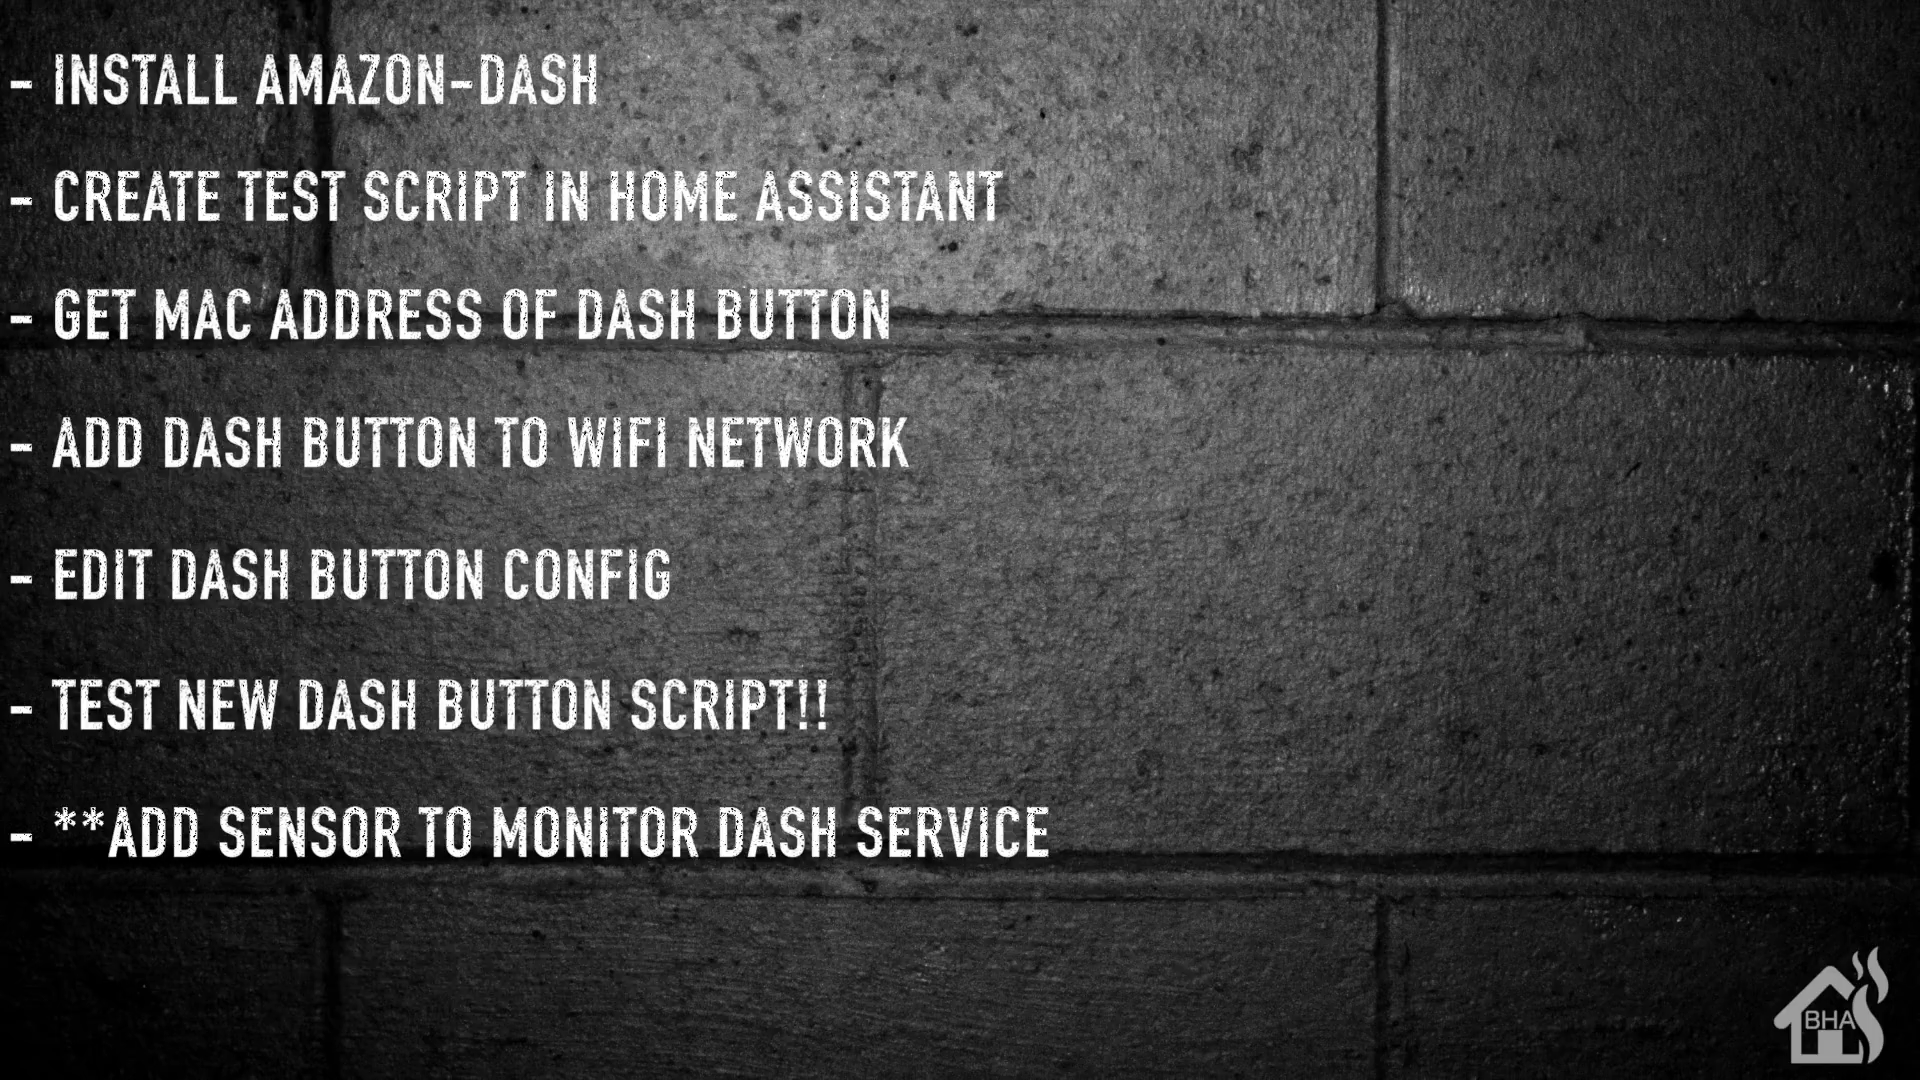 - INSTALL AMAZON-DASH
- CREATE TEST SCRIPT IN HOME ASSISTANT
- GET MAC ADDRESS OF DASH BUTTON
- ADD DASH BUTTON TO WIFI NETWORK
- EDIT DASH BUTTON CONFIG
- TEST NEW DASH BUTTON SCRIPT!!
- **ADD SENSOR TO MONITOR DASH SERVICE
BHA